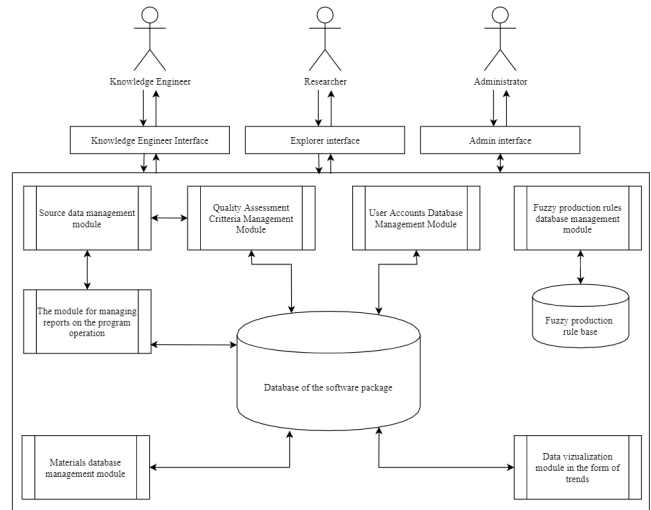 Knowledge Engineer
Researcher
Administrator
Knowledge Engineer Interface
Explorer interface
Admin interface
Source data management
module
Quality Assessment
Criteria Management
Module
User Accounts Database
Management Module
Fuzzy production rules
database management
module
The module for managing
reports on the program
operation
Fuzzy production
rule base
Database of the software package
Materials database
management module
Data vizualization
module in the form of
trends